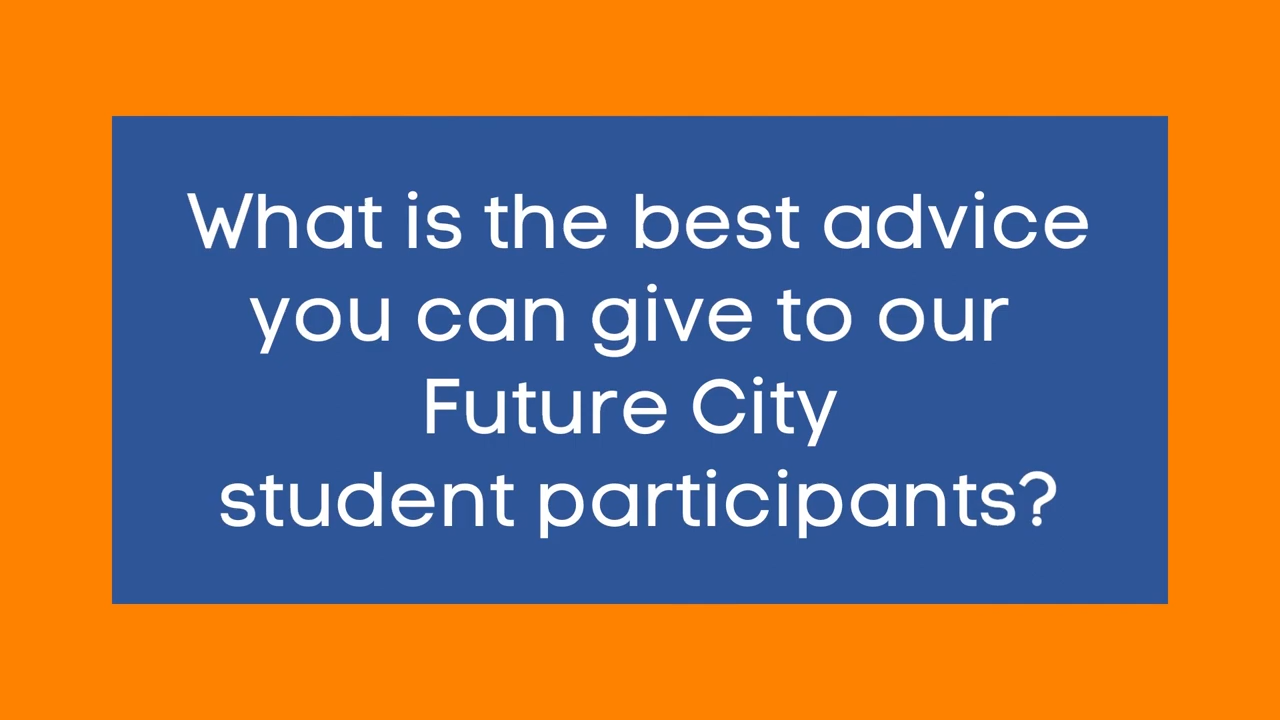 What is the best advice
you can give to our
Future City
student participants?